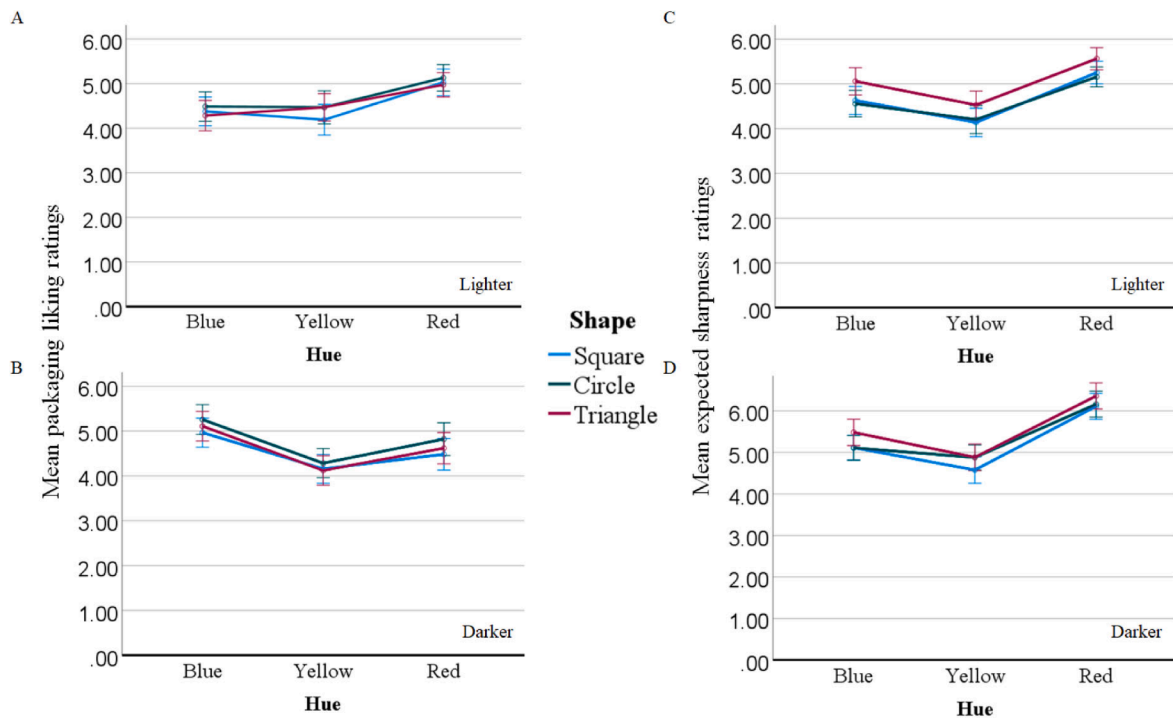 A
Mean packaging liking ratings
6.00
5.00
4.00
3.00
2.00
1.00
.00
Lighter
Blue Yellow Red
Hue
B
6.00
5.00
4.00
3.00
2.00
1.00
.00
Darker
Blue Yellow Red
Hue
Shape
Square
Circle
Triangle
C
Mean expected sharpness ratings
6.00
5.00
4.00
3.00
2.00
1.00
.00
Lighter
Blue Yellow Red
Hue
D
6.00
5.00
4.00
3.00
2.00
1.00
.00
Darker
Blue Yellow Red
Hue